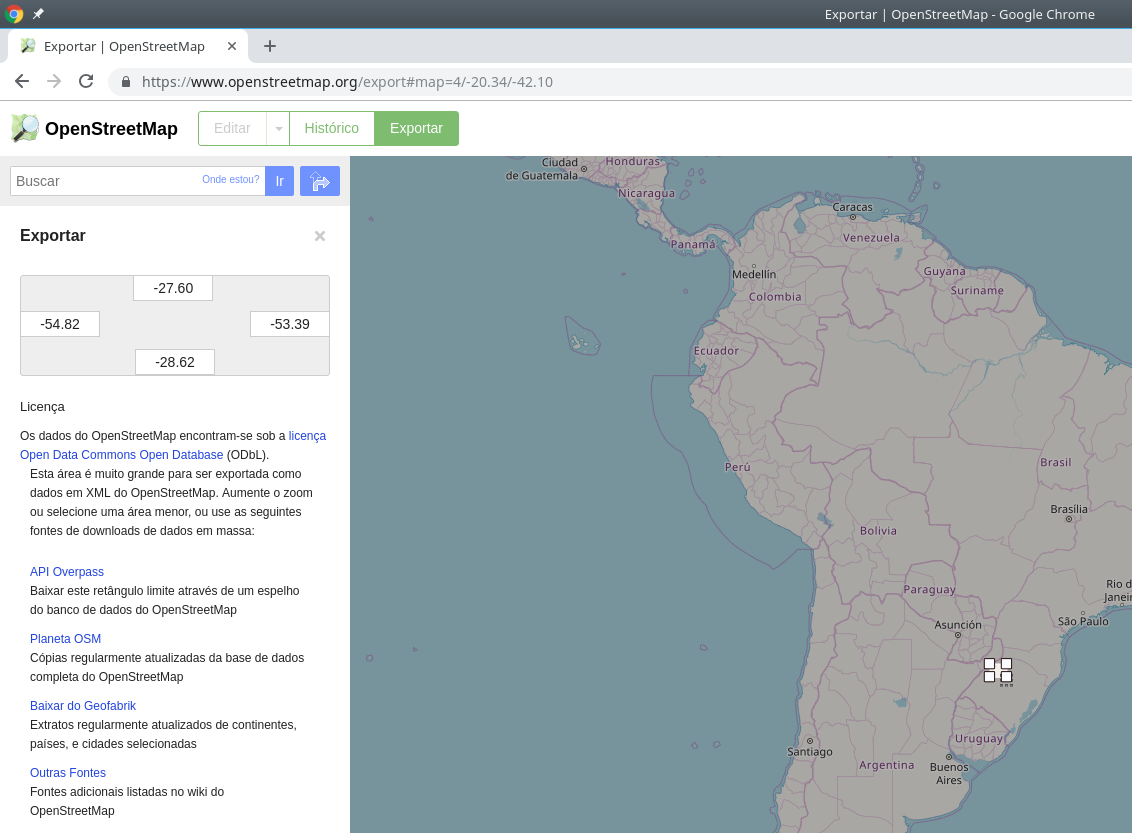 Exportar | OpenStreetMap - Google Chrome
Exportar | OpenStreetMap
https://www.openstreetmap.org/export#map=4/-20.34/-42.10
OpenStreetMap
Editar
Histórico
Exportar
Buscar
Onde estou?
Ir
Exportar
-27.60
-54.82
-53.39
-28.62
Licença
Os dados do OpenStreetMap encontram-se sob a licença
Open Data Commons Open Database (ODbL).
Esta área é muito grande para ser exportada como
dados em XML do OpenStreetMap. Aumente o zoom
ou selecione uma área menor, ou use as seguintes
fontes de downloads de dados em massa:
API Overpass
Baixar este retângulo limite através de um espelho
do banco de dados do OpenStreetMap
Planeta OSM
Cópias regularmente atualizadas da base de dados
completa do OpenStreetMap
Baixar do Geofabrik
Extratos regularmente atualizados de continentes,
países, e cidades selecionadas
Outras Fontes
Fontes adicionais listadas no wiki do
OpenStreetMap
Ciudad
de Guatemala
Honduras
Nicaragua
Panamá
Caracas
Venezuela
Medellín
Colombia
Guyana
Suriname
Ecuador
Perú
Brasil
Brasília
Bolivia
Paraguay
Rio d
Janeir
São Paulo
Asunción
Uruguay
Santiago
Argentina
Buenos
Aires